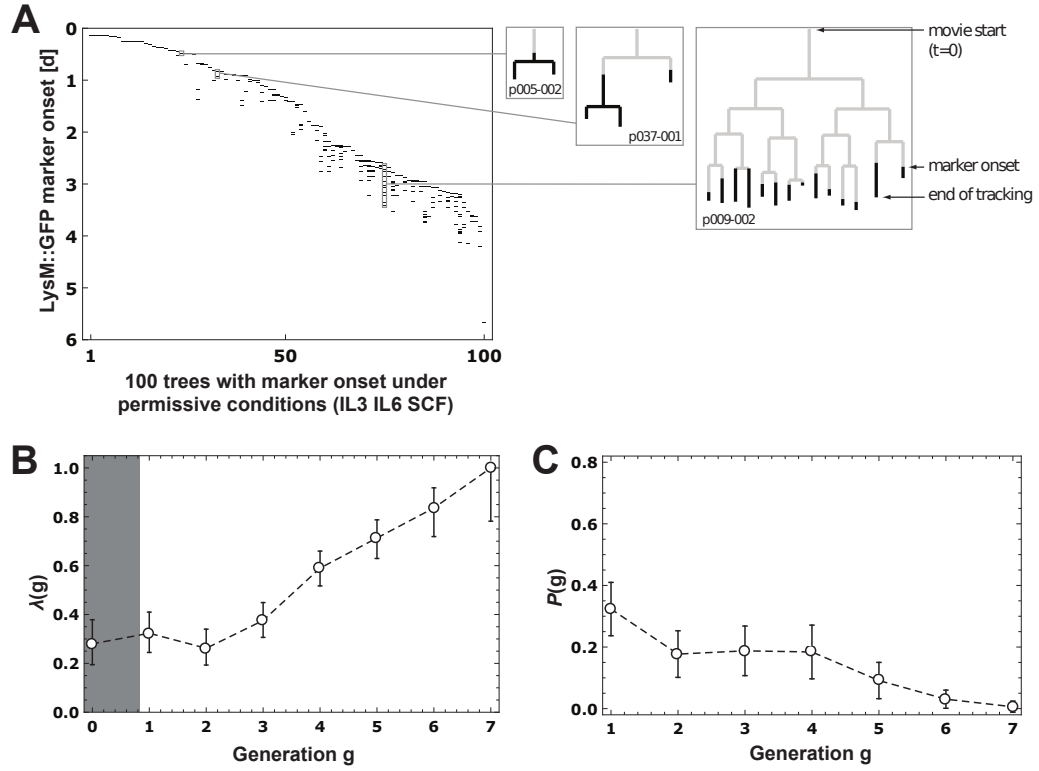 A
0
1
2
3
4
5
6
LysM::GFP marker onset [d]
1
50
100
100 trees with marker onset under
permissive conditions (IL3 IL6 SCF)
p005-002
p037-001
p009-002
movie start
(t=0)
marker onset
end of tracking
B
1.0
0.8
0.6
0.4
0.2
0.0
λ(g)
0 1 2 3 4 5 6 7
Generation g
C
0.8
0.6
0.4
0.2
0.0
P(g)
1 2 3 4 5 6 7
Generation g